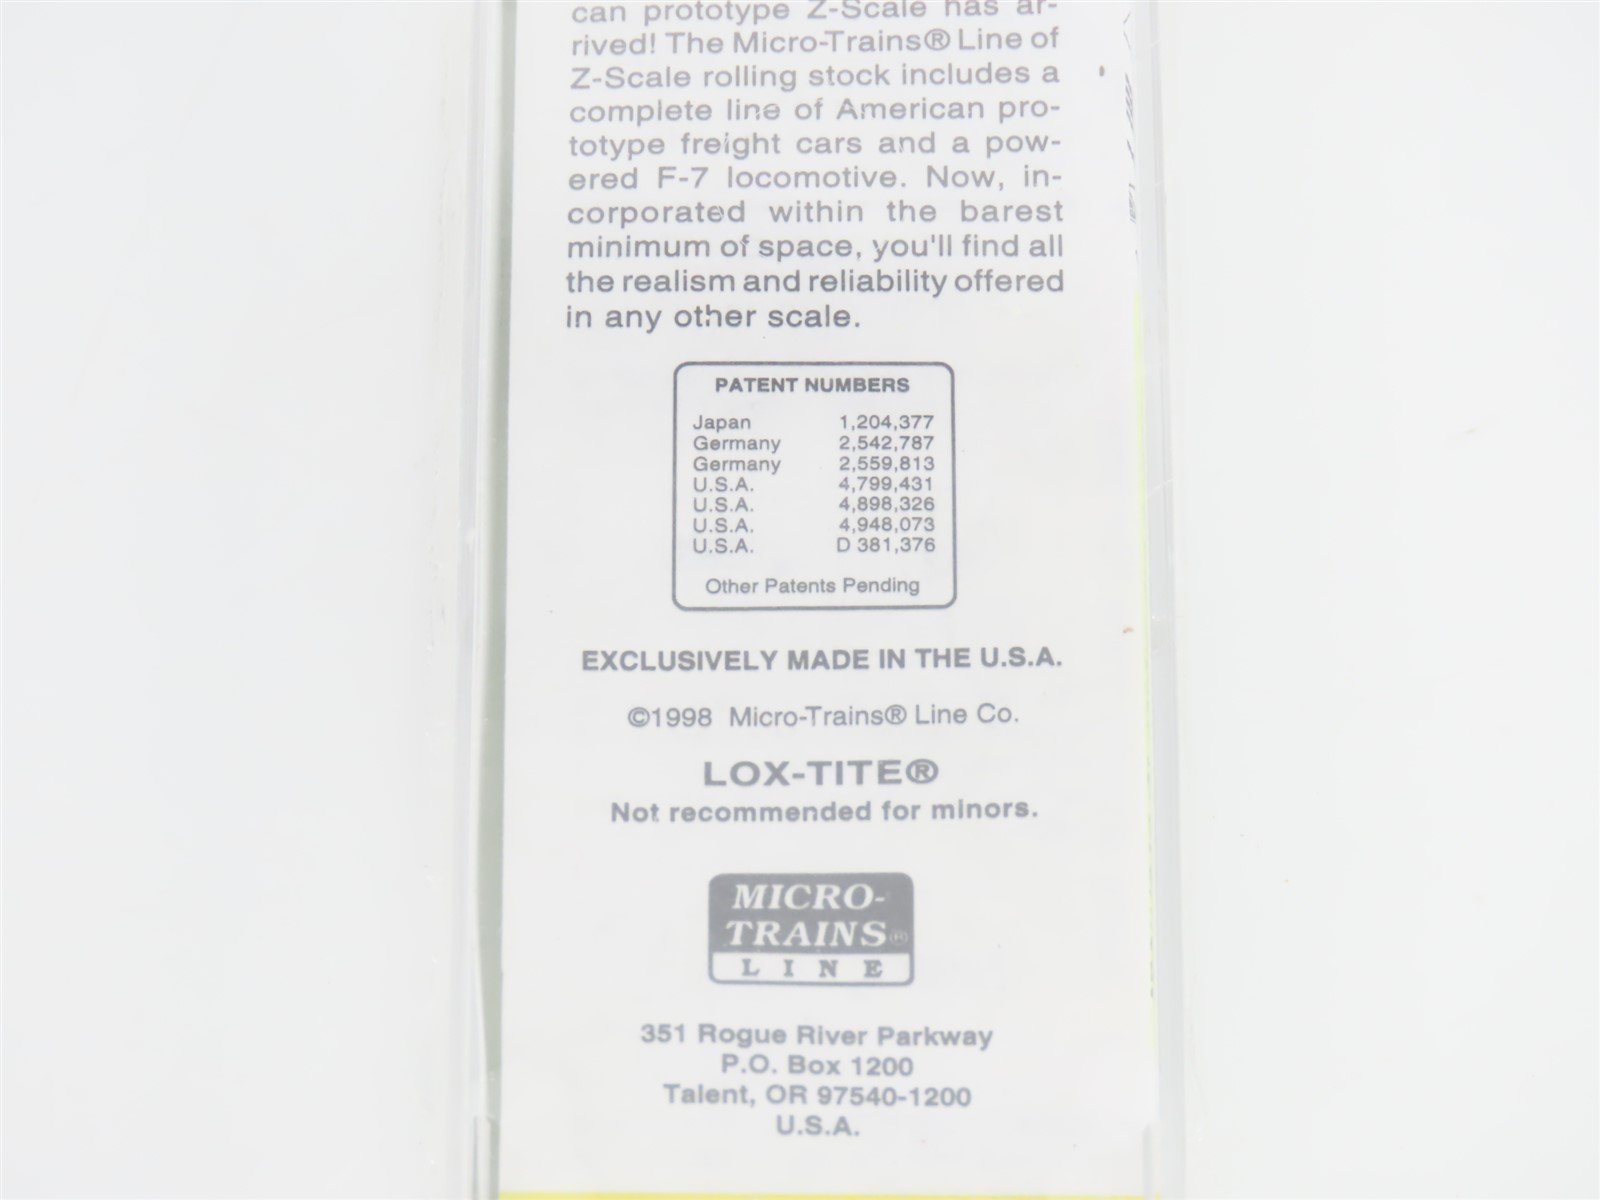 can prototype Z-Scale has ar-
rived! The Micro-Trains® Line of
Z-Scale rolling stock includes a
complete line of American pro-
totype freight cars and a pow-
ered F-7 locomotive. Now, in-
corporated within the barest
minimum of space, you'll find all
the realism and reliability offered
in any other scale.
PATENT NUMBERS
Japan 1,204,377
Germany 2,542,787
Germany 2,559,813
U.S.A. 4,799,431
U.S.A. 4,898,326
U.S.A. 4,948,073
U.S.A. D 381,376
Other Patents Pending
EXCLUSIVELY MADE IN THE U.S.A.
©1998 Micro-Trains® Line Co.
LOX-TITE®
Not recommended for minors.
MICRO-
TRAINS®
LINE
351 Rogue River Parkway
P.O. Box 1200
Talent, OR 97540-1200
U.S.A.